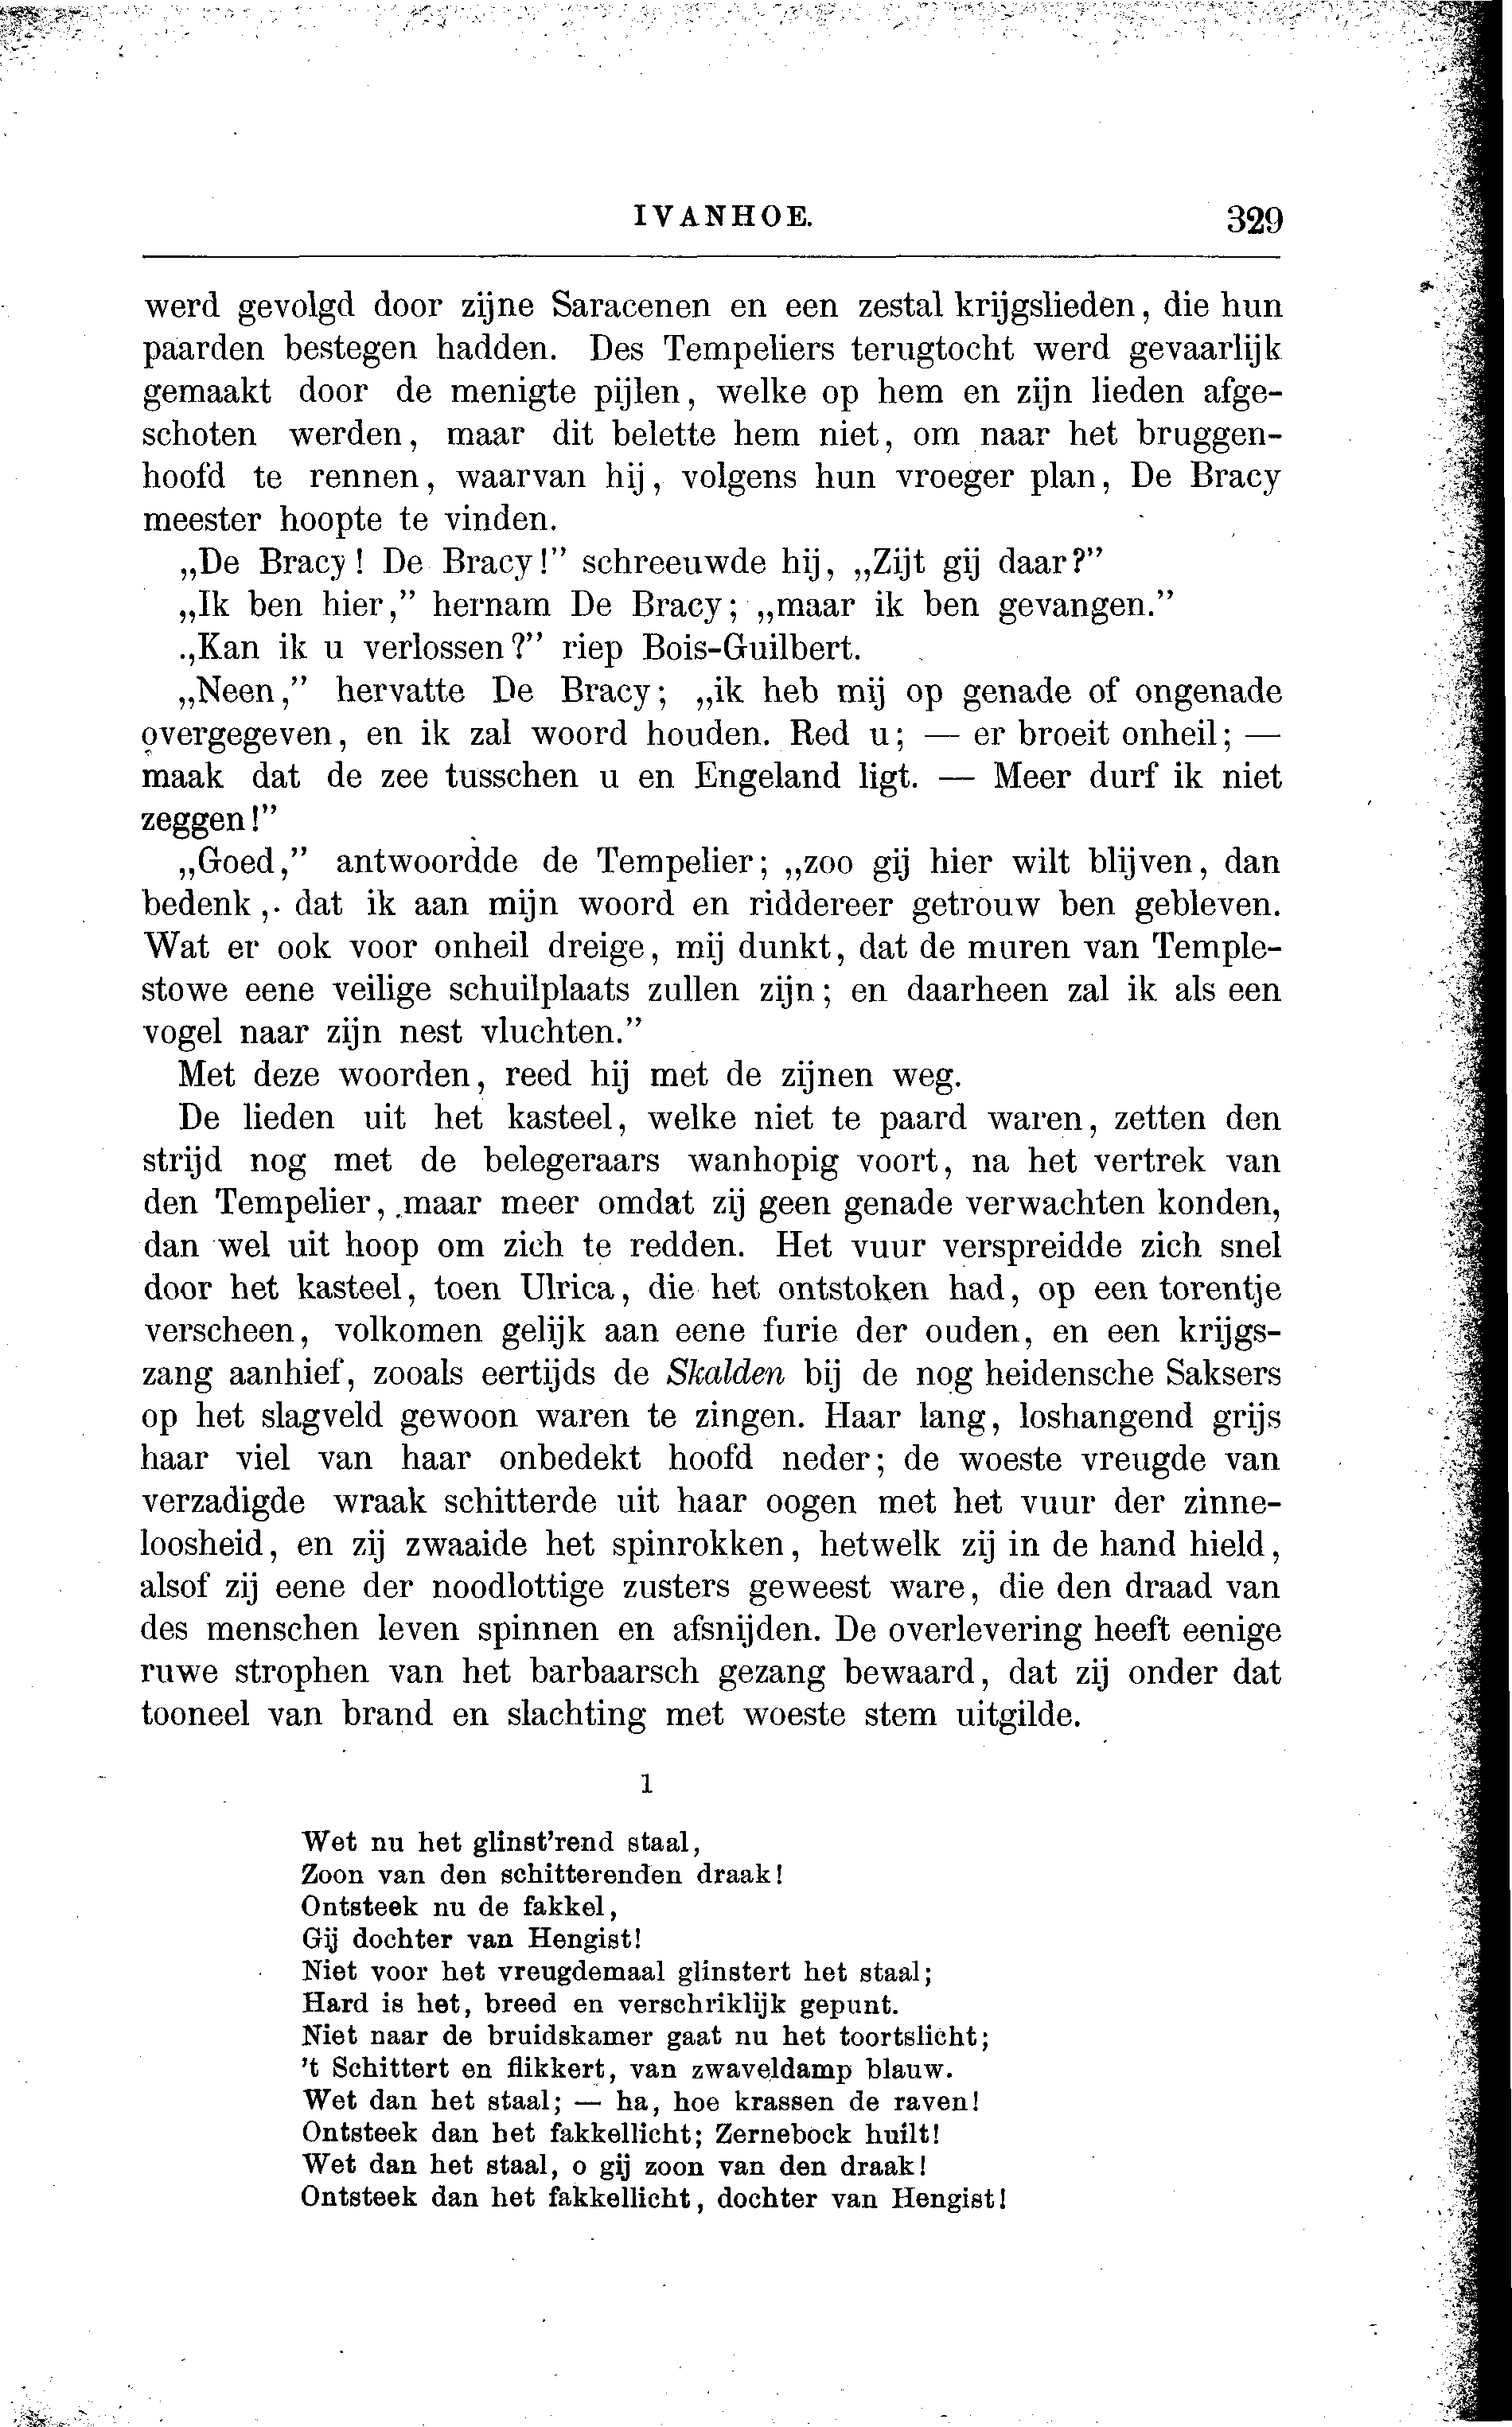 IVANHOE. 329
werd gevolgd door zijne Saracenen en een zestal krijgslieden, die hun
paarden bestegen hadden. Des Tempeliers terugtocht werd gevaarlijk
gemaakt door de menigte pijlen, welke op hem en zijn lieden afge-
schoten werden, maar dit belette hem niet, om naar het bruggen-
hoofd te rennen, waarvan hij, volgens hun vroeger plan, De Bracy
meester hoopte te vinden.
„De Bracy! De Bracy!” schreeuwde hij, „Zijt gij daar?”
„Ik ben hier,” hernam De Bracy; „maar ik ben gevangen.”
„Kan ik u verlossen?” riep Bois-Guilbert.
„Neen,” hervatte De Bracy; „ik heb mij op genade of ongenade
overgegeven, en ik zal woord houden. Red u; — er broeit onheil; —
maak dat de zee tusschen u en Engeland ligt. — Meer durf ik niet
zeggen!”
„Goed,” antwoordde de Tempelier; „zoo gij hier wilt blijven, dan
bedenk, dat ik aan mijn woord en riddereer getrouw ben gebleven.
Wat er ook voor onheil dreige, mij dunkt, dat de muren van Temple-
stowe eene veilige schuilplaats zullen zijn; en daarheen zal ik als een
vogel naar zijn nest vluchten.”
Met deze woorden, reed hij met de zijnen weg.
De lieden uit het kasteel, welke niet te paard waren, zetten den
strijd nog met de belegeraars wanhopig voort, na het vertrek van
den Tempelier, maar meer omdat zij geen genade verwachten konden,
dan wel uit hoop om zich te redden. Het vuur verspreidde zich snel
door het kasteel, toen Ulrica, die het ontstoken had, op een torentje
verscheen, volkomen gelijk aan eene furie der ouden, en een krijgs-
zang aanhief, zooals eertijds de Skalden bij de nog heidensche Saksers
op het slagveld gewoon waren te zingen. Haar lang, loshangend grijs
haar viel van haar onbedekt hoofd neder; de woeste vreugde van
verzadigde wraak schitterde uit haar oogen met het vuur der zinne-
loosheid, en zij zwaaide het spinrokken, hetwelk zij in de hand hield,
alsof zij eene der noodlottige zusters geweest ware, die den draad van
des menschen leven spinnen en afsnijden. De overlevering heeft eenige
ruwe strophen van het barbaarsch gezang bewaard, dat zij onder dat
tooneel van brand en slachting met woeste stem uitgilde.
1
Wet nu het glinst’rend staal,
Zoon van den schitterenden draak!
Ontsteek nu de fakkel,
Gij dochter van Hengist!
Niet voor het vreugdemaal glinstert het staal;
Hard is het, breed en verschriklijk gepunt.
Niet naar de bruidskamer gaat nu het toortslicht;
’t Schittert en flikkert, van zwaveldamp blauw.
Wet dan het staal; — ha, hoe krassen de raven!
Ontsteek dan het fakkellicht; Zernebock huilt!
Wet dan het staal, o gij zoon van den draak!
Ontsteek dan het fakkellicht, dochter van Hengist!